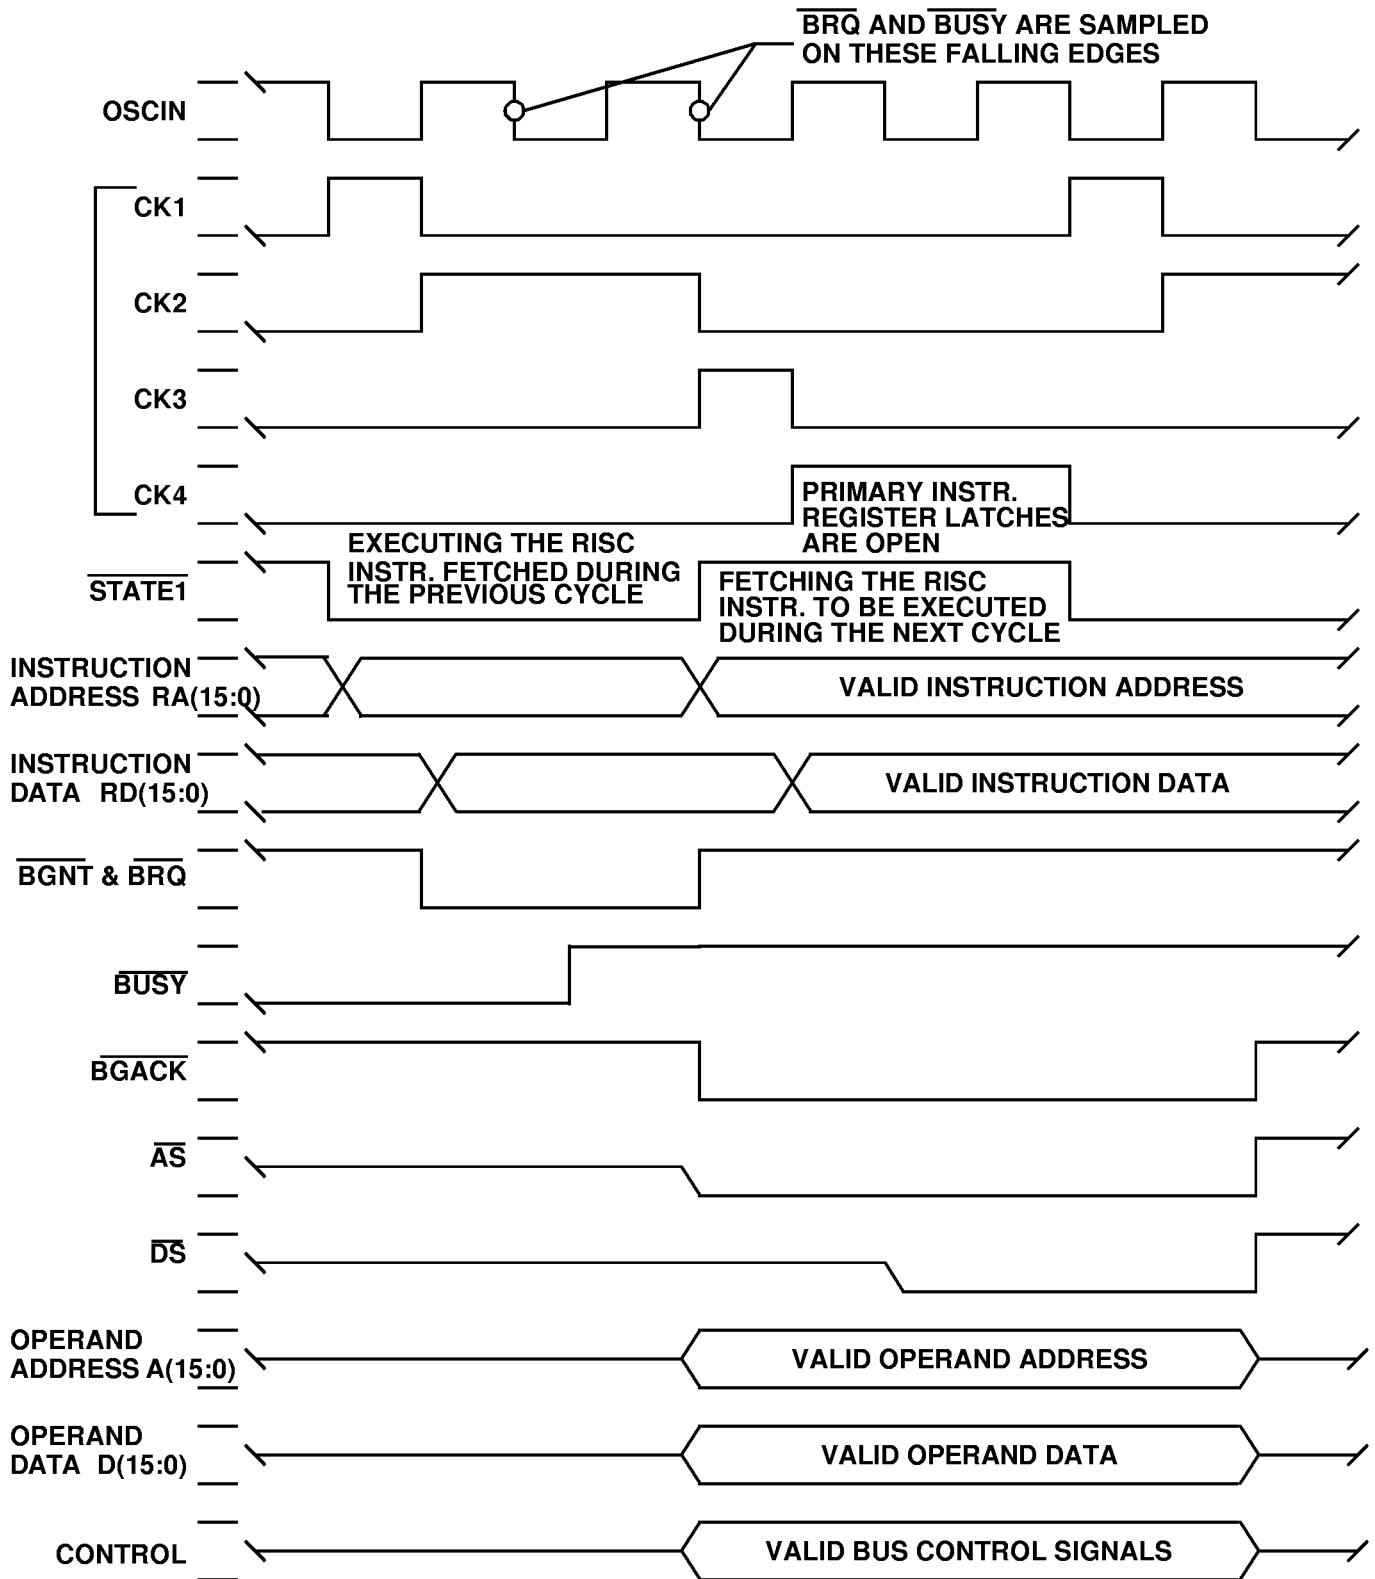 BRQ AND BUSY ARE SAMPLED
ON THESE FALLING EDGES
OSCIN
CK1
CK2
CK3
CK4
PRIMARY INSTR.
REGISTER LATCHES
ARE OPEN
EXECUTING THE RISC
INSTR. FETCHED DURING
THE PREVIOUS CYCLE
STATE1
FETCHING THE RISC
INSTR. TO BE EXECUTED
DURING THE NEXT CYCLE
INSTRUCTION
ADDRESS RA(15:0)
VALID INSTRUCTION ADDRESS
INSTRUCTION
DATA RD(15:0)
VALID INSTRUCTION DATA
BGNT & BRQ
BUSY
BGACK
AS
DS
OPERAND
ADDRESS A(15:0)
VALID OPERAND ADDRESS
OPERAND
DATA D(15:0)
VALID OPERAND DATA
CONTROL
VALID BUS CONTROL SIGNALS